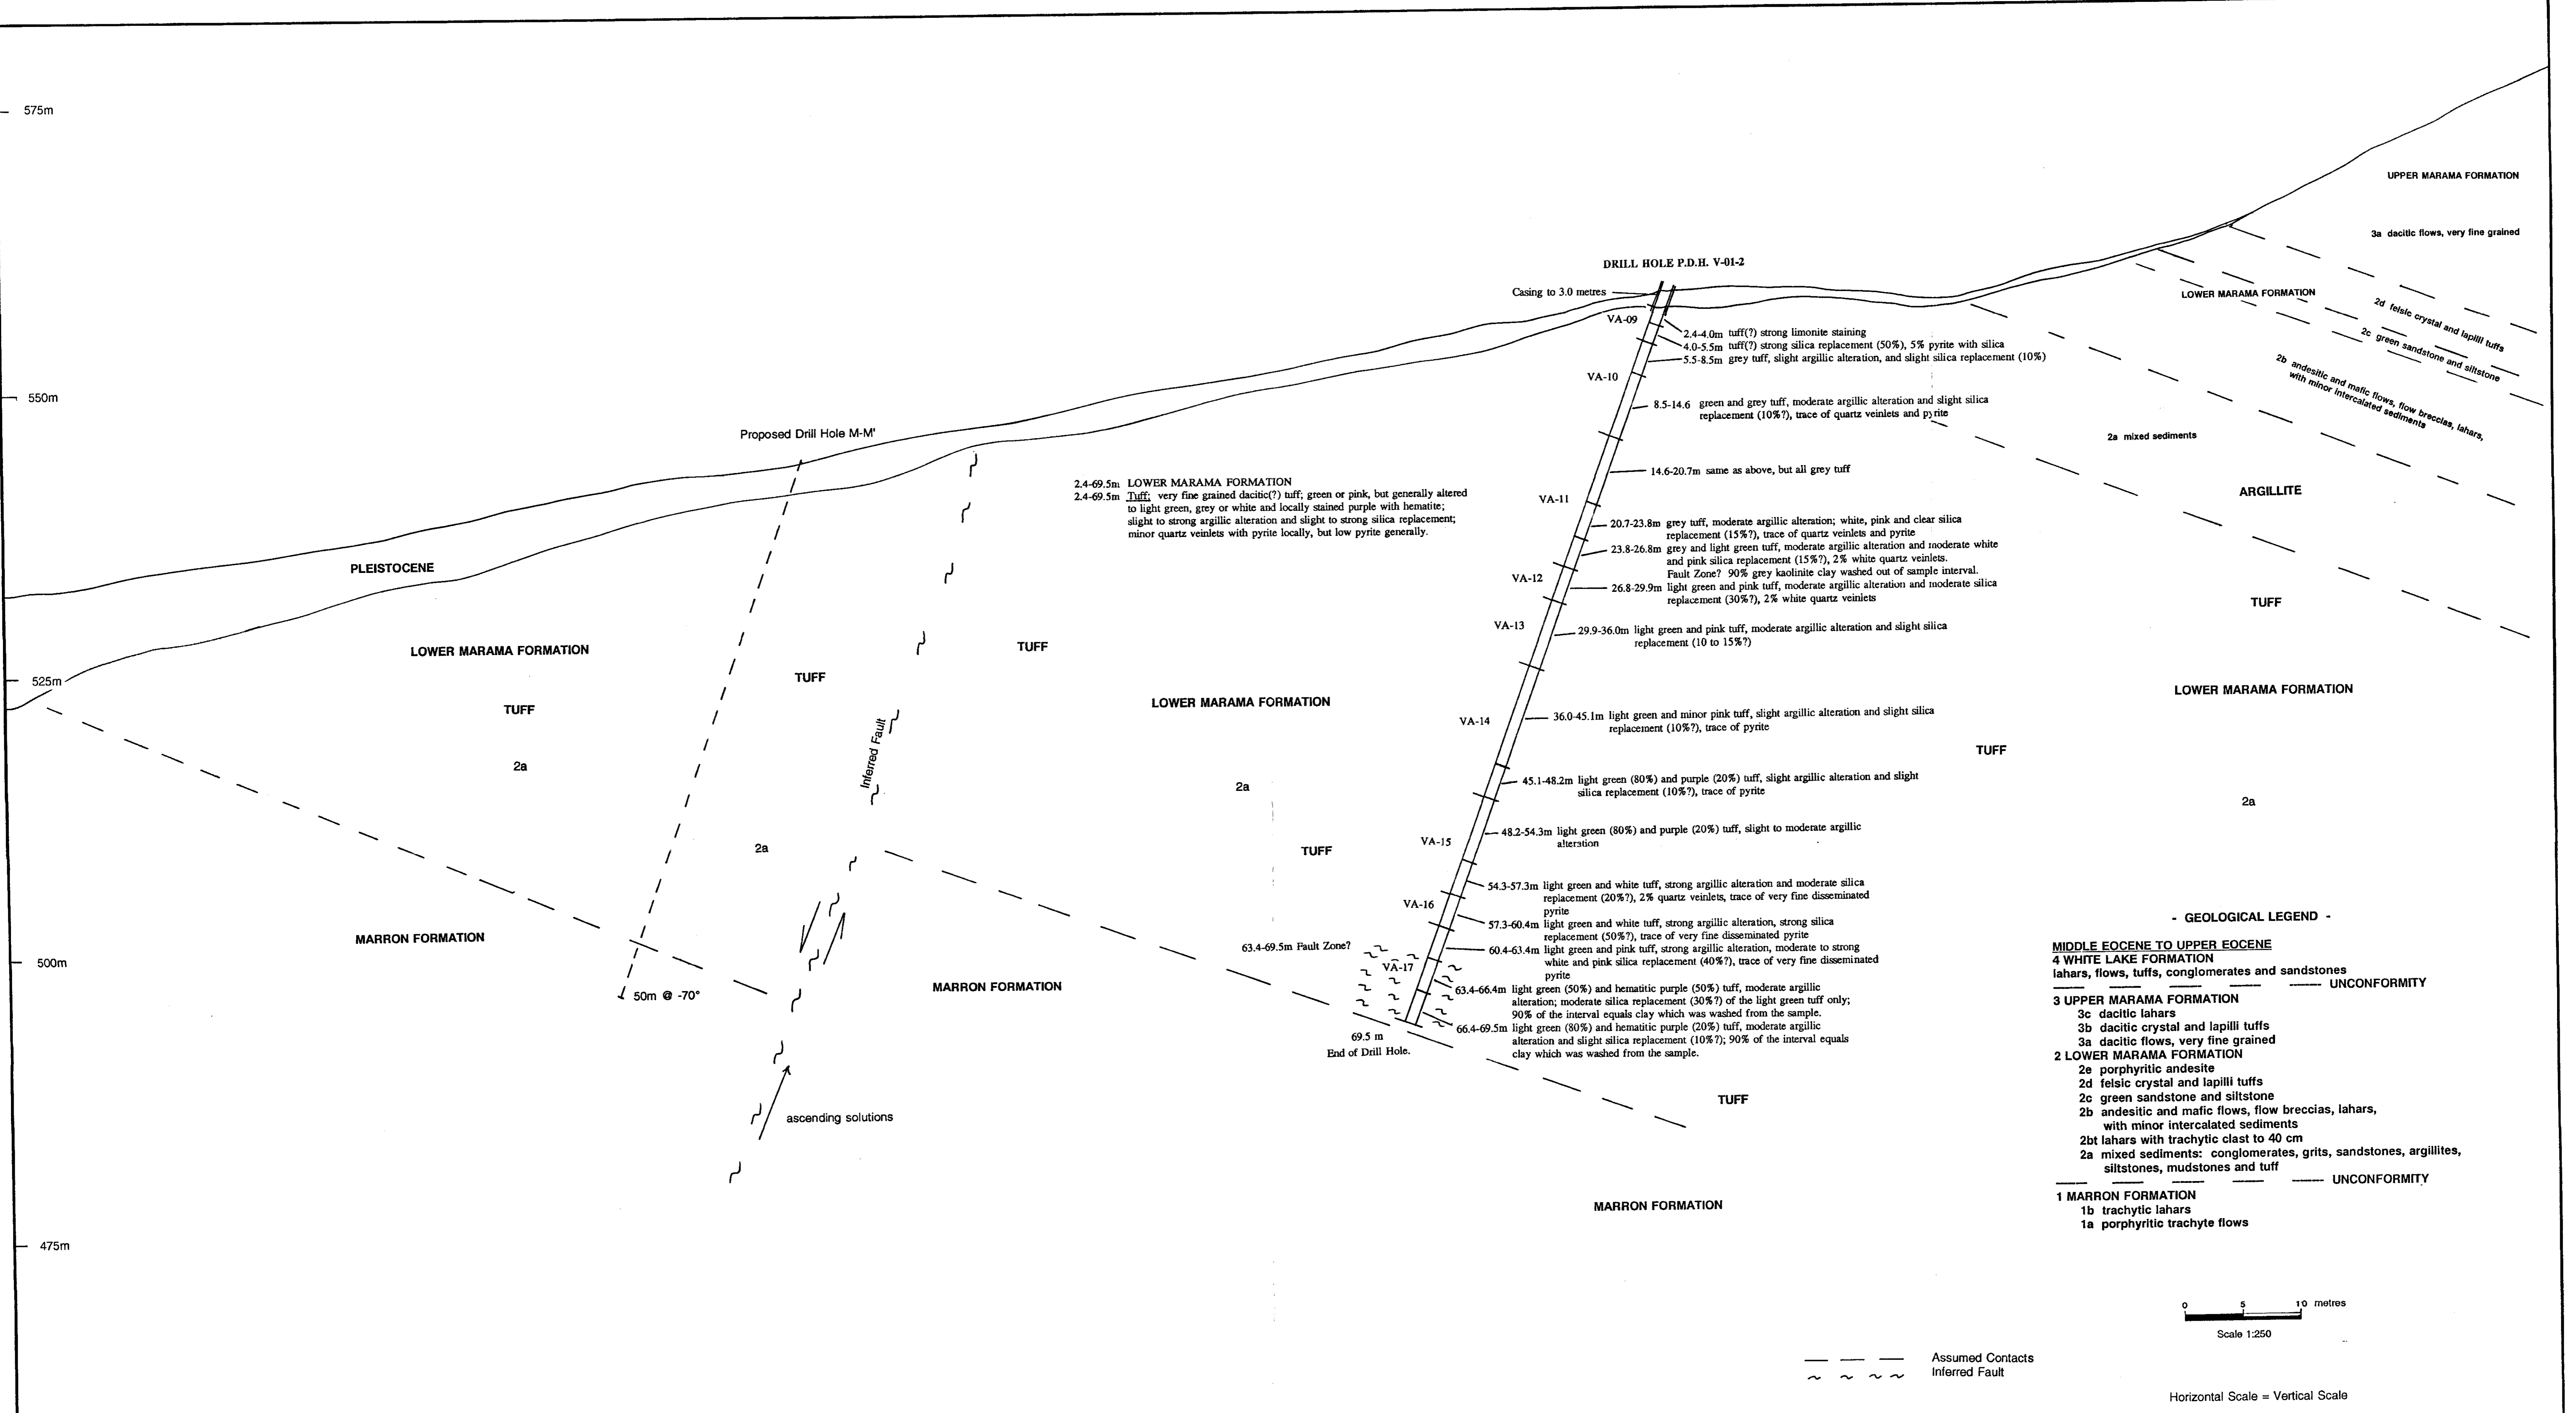 575m
UPPER MARAMA FORMATION
3a dacitic flows, very fine grained
DRILL HOLE P.D.H. V-01-2
Casing to 3.0 metres
LOWER MARAMA FORMATION
2d felsic crystal and lapilli tuffs
2c green sandstone and siltstone
2b andesitic and mafic flows, flow breccias, lahars,
with minor intercalated sediments
VA-09
2.4-4.0m tuff(?) strong limonite staining
4.0-5.5m tuff(?) strong silica replacement (50%), 5% pyrite with silica
5.5-8.5m grey tuff, slight argillic alteration, and slight silica replacement (10%)
VA-10
550m
8.5-14.6 green and grey tuff, moderate argillic alteration and slight silica
replacement (10%?), trace of quartz veinlets and pyrite
Proposed Drill Hole M-M'
2a mixed sediments
14.6-20.7m same as above, but all grey tuff
2.4-69.5m LOWER MARAMA FORMATION
2.4-69.5m Tuff: very fine grained dacitic(?) tuff; green or pink, but generally altered
to light green, grey or white and locally stained purple with hematite;
slight to strong argillic alteration and slight to strong silica replacement;
minor quartz veinlets with pyrite locally, but low pyrite generally.
ARGILLITE
VA-11
20.7-23.8m grey tuff, moderate argillic alteration; white, pink and clear silica
replacement (15%?), trace of quartz veinlets and pyrite
23.8-26.8m grey and light green tuff, moderate argillic alteration and moderate white
and pink silica replacement (15%?), 2% white quartz veinlets.
Fault Zone? 90% grey kaolinite clay washed out of sample interval.
PLEISTOCENE
VA-12
26.8-29.9m light green and pink tuff, moderate argillic alteration and moderate silica
replacement (30%?), 2% white quartz veinlets
TUFF
VA-13
29.9-36.0m light green and pink tuff, moderate argillic alteration and slight silica
replacement (10 to 15%?)
LOWER MARAMA FORMATION
TUFF
TUFF
525m
LOWER MARAMA FORMATION
LOWER MARAMA FORMATION
TUFF
Inferred Fault
VA-14
36.0-45.1m light green and minor pink tuff, slight argillic alteration and slight silica
replacement (10%?), trace of pyrite
TUFF
2a
45.1-48.2m light green (80%) and purple (20%) tuff, slight argillic alteration and slight
silica replacement (10%?), trace of pyrite
2a
2a
VA-15
48.2-54.3m light green (80%) and purple (20%) tuff, slight to moderate argillic
alteration
2a
TUFF
54.3-57.3m light green and white tuff, strong argillic alteration and moderate silica
replacement (20%?), 2% quartz veinlets, trace of very fine disseminated
pyrite
VA-16
57.3-60.4m light green and white tuff, strong argillic alteration, strong silica
replacement (50%?), trace of very fine disseminated pyrite
MARRON FORMATION
63.4-69.5m Fault Zone?
60.4-63.4m light green and pink tuff, strong argillic alteration, moderate to strong
white and pink silica replacement (40%?), trace of very fine disseminated
pyrite
500m
VA-17
50m @ -70°
MARRON FORMATION
63.4-66.4m light green (50%) and hematitic purple (50%) tuff, moderate argillic
alteration; moderate silica replacement (30%?) of the light green tuff only;
90% of the interval equals clay which was washed from the sample.
66.4-69.5m light green (80%) and hematitic purple (20%) tuff, moderate argillic
alteration and slight silica replacement (10%?); 90% of the interval equals
clay which was washed from the sample.
69.5 m
End of Drill Hole.
ascending solutions
TUFF
MARRON FORMATION
475m
- GEOLOGICAL LEGEND -
MIDDLE EOCENE TO UPPER EOCENE
4 WHITE LAKE FORMATION
lahars, flows, tuffs, conglomerates and sandstones
UNCONFORMITY
3 UPPER MARAMA FORMATION
3c dacitic lahars
3b dacitic crystal and lapilli tuffs
3a dacitic flows, very fine grained
2 LOWER MARAMA FORMATION
2e porphyritic andesite
2d felsic crystal and lapilli tuffs
2c green sandstone and siltstone
2b andesitic and mafic flows, flow breccias, lahars,
with minor intercalated sediments
2bt lahars with trachytic clast to 40 cm
2a mixed sediments: conglomerates, grits, sandstones, argillites,
siltstones, mudstones and tuff
UNCONFORMITY
1 MARRON FORMATION
1b trachytic lahars
1a porphyritic trachyte flows
0 5 10 metres
Scale 1:250
Assumed Contacts
Inferred Fault
Horizontal Scale = Vertical Scale